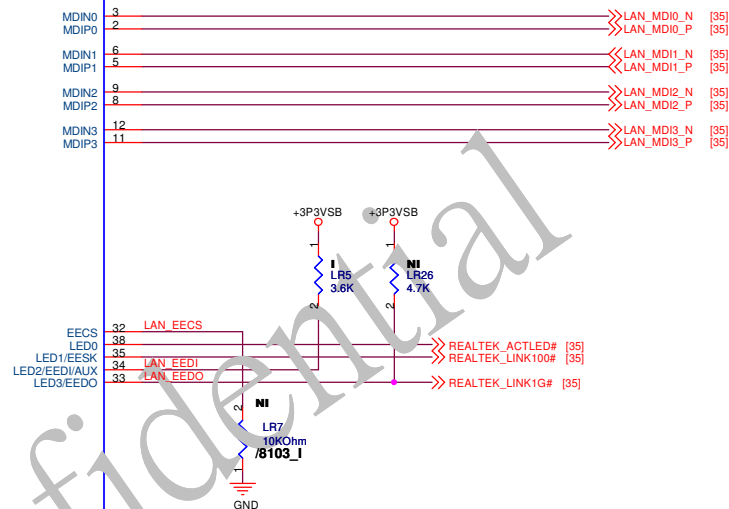 MDIN0 3 LAN_MDI0_N [35]
MDIP0 2 LAN_MDI0_P [35]
MDIN1 6 LAN_MDI1_N [35]
MDIP1 5 LAN_MDI1_P [35]
MDIN2 9 LAN_MDI2_N [35]
MDIP2 8 LAN_MDI2_P [35]
MDIN3 12 LAN_MDI3_N [35]
MDIP3 11 LAN_MDI3_P [35]
+3P3VSB +3P3VSB
1 1
I NI
LR5 LR26
3.6K 4.7K
2 2
EECS 32 LAN_EECS
LED0 38 REALTEK_ACTLED# [35]
LED1/EESK 35 REALTEK_LINK100# [35]
LED2/EEDI/AUX 34 LAN_EEDI
LED3/EEDO 33 LAN_EEDO REALTEK_LINK1G# [35]
2 NI
LR7
10KOhm
/8103_I
1
GND
fidential